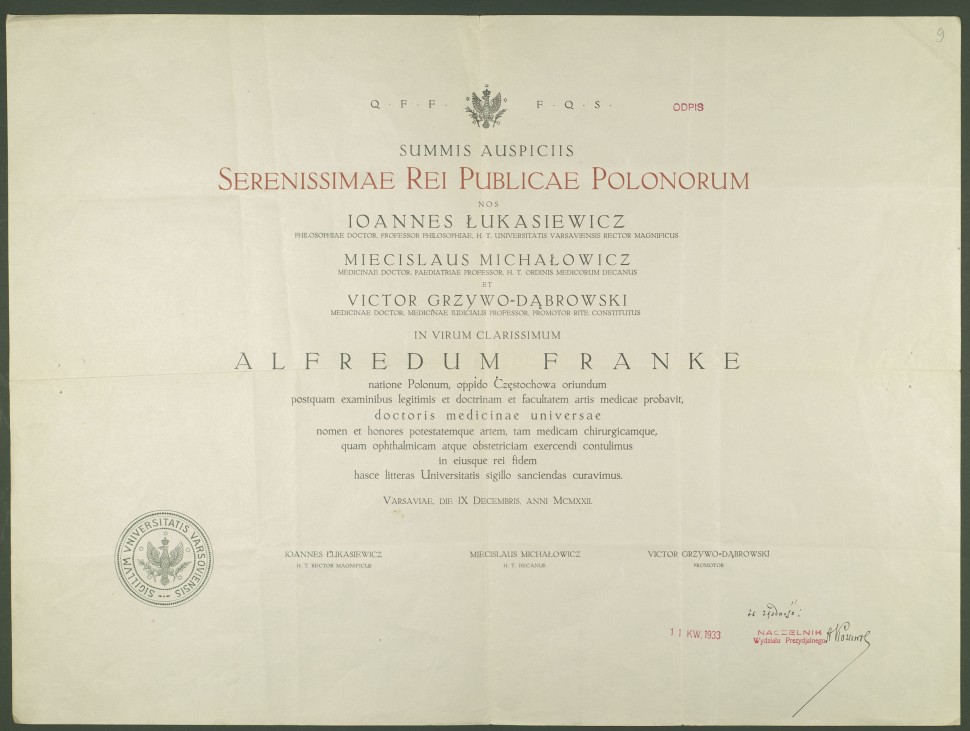 9
Q · F · F · F · Q · S ·
ODPIS
SUMMIS AUSPICIIS
SERENISSIMAE REI PUBLICAE POLONORUM
NOS
IOANNES ŁUKASIEWICZ
PHILOSOPHIAE DOCTOR, PROFESSOR PHILOSOPHIAE, H. T. UNIVERSITATIS VARSAVIENSIS RECTOR MAGNIFICUS
MIECISLAUS MICHAŁOWICZ
MEDICINAE DOCTOR, PAEDIATRIAE PROFESSOR, H. T. ORDINIS MEDICORUM DECANUS
ET
VICTOR GRZYWO-DĄBROWSKI
MEDICINAE DOCTOR, MEDICINAE IUDICIALIS PROFESSOR, PROMOTOR RITE CONSTITUTUS
IN VIRUM CLARISSIMUM
ALFREDUM FRANKE
natione Polonum, oppido Częstochowa oriundum
postquam examinibus legitimis et doctrinam et facultatem artis medicae probavit,
doctoris medicinae universae
nomen et honores potestatemque artem, tam medicam chirurgicamque,
quam ophthalmicam atque obstetriciam exercendi contulimus
in eiusque rei fidem
hasce litteras Universitatis sigillo sanciendas curavimus.
VARSAVIAE, DIE IX DECEMBRIS, ANNI MCMXXII.
SIGILLVM VNIVERSITATIS VARSOVIENSIS
IOANNES ŁUKASIEWICZ MIECISLAUS MICHAŁOWICZ VICTOR GRZYWO-DĄBROWSKI
H. T. RECTOR MAGNIFICUS H. T. DECANUS PROMOTOR
za zgodność:
11 KW. 1933
NACZELNIK
Wydziału Prezydjalnego